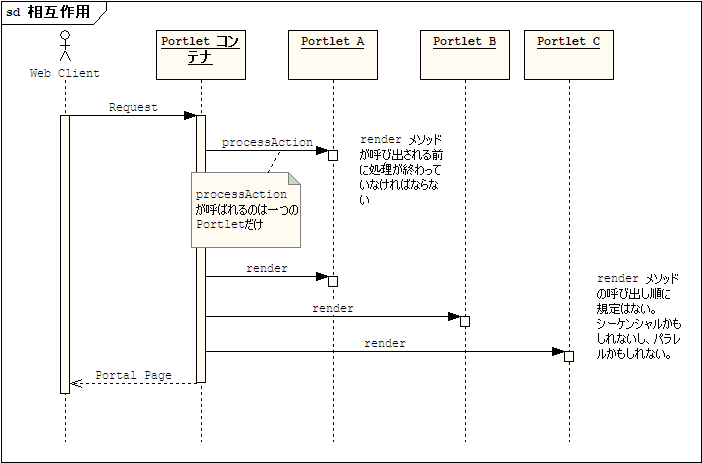 sd 相互作用
Portlet コン
テナ
Portlet A
Portlet B
Portlet C
Web Client
Request
processAction
render メソッド
が呼び出される前
に処理が終わって
いなければならな
い
processAction
が呼ばれるのは一つの
Portletだけ
render
render メソッド
の呼び出し順に
規定はない。
シーケンシャルかも
しれないし、パラレ
ルかもしれない。
render
render
Portal Page